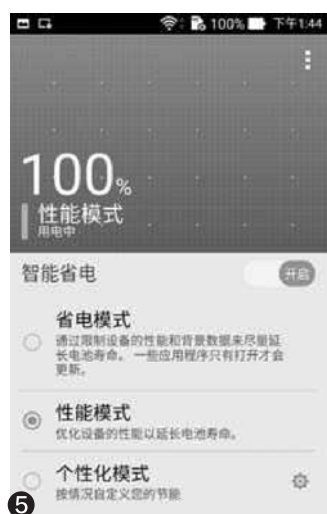 100% 下午1:44
100%
性能模式
用电中
智能省电 开启
省电模式
通过限制设备的性能和背景数据来尽量延
长电池寿命。 一些应用程序只有打开才会
更新。
性能模式
优化设备的性能以延长电池寿命。
个性化模式
按情况自定义您的节能
5